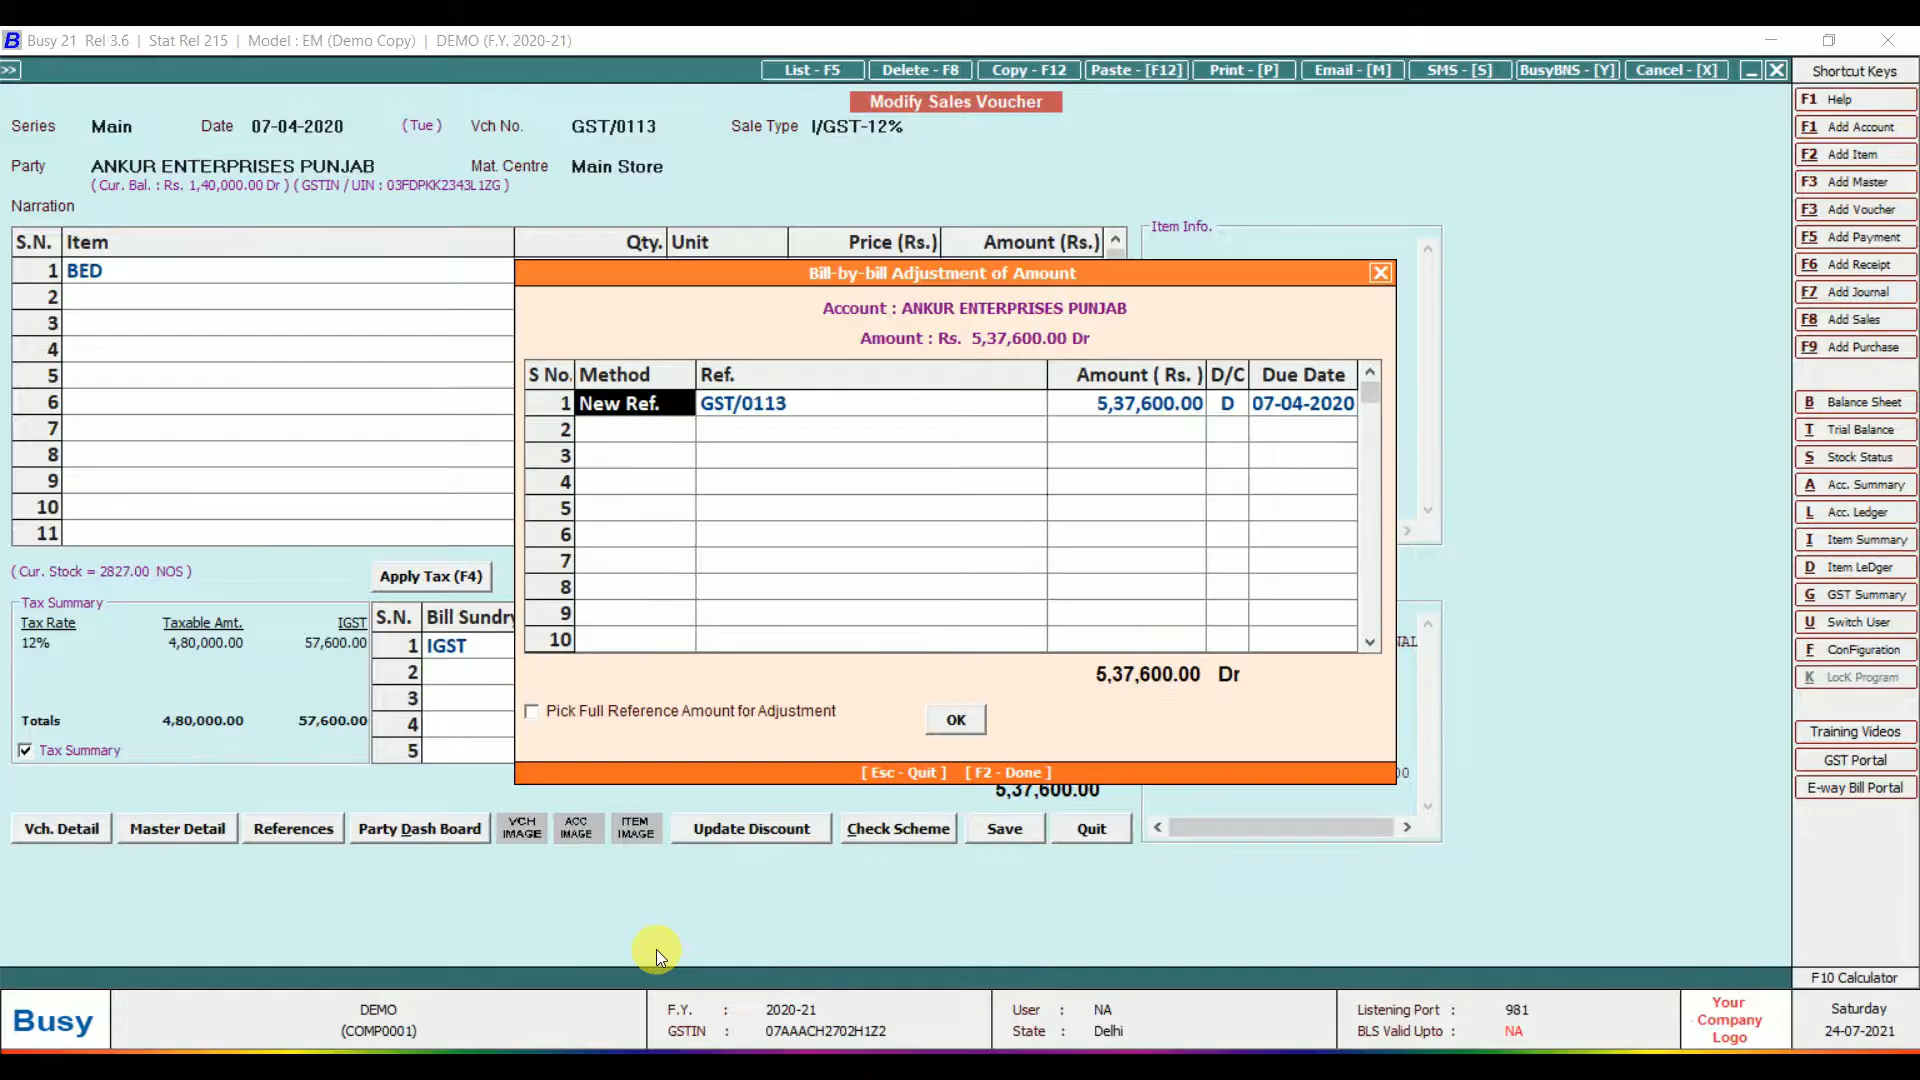 B Busy 21 Rel 3.6 | Stat Rel 215 | Model : EM (Demo Copy) | DEMO (F.Y. 2020-21)
>> List - F5 Delete - F8 Copy - F12 Paste - [F12] Print - [P] Email - [M] SMS - [S] BusyBNS - [Y] Cancel - [X]
Modify Sales Voucher
Series Main Date 07-04-2020 ( Tue ) Vch No. GST/0113 Sale Type I/GST-12%
Party ANKUR ENTERPRISES PUNJAB Mat. Centre Main Store
( Cur. Bal. : Rs. 1,40,000.00 Dr ) ( GSTIN / UIN : 03FDPKK2343L1ZG )
Narration
S.N. Item Qty. Unit Price (Rs.) Amount (Rs.)
1 BED
2
3
4
5
6
7
8
9
10
11
Item Info.
Bill-by-bill Adjustment of Amount
Account : ANKUR ENTERPRISES PUNJAB
Amount : Rs. 5,37,600.00 Dr
S No. Method Ref. Amount ( Rs. ) D/C Due Date
1 New Ref. GST/0113 5,37,600.00 D 07-04-2020
2
3
4
5
6
7
8
9
10
5,37,600.00 Dr
Pick Full Reference Amount for Adjustment
OK
[ Esc - Quit ] [ F2 - Done ]
( Cur. Stock = 2827.00 NOS )
Apply Tax (F4)
Tax Summary
Tax Rate Taxable Amt. IGST
12% 4,80,000.00 57,600.00
Totals 4,80,000.00 57,600.00
Tax Summary
S.N. Bill Sundry
1 IGST
2
3
4
5
5,37,600.00
Vch. Detail Master Detail References Party Dash Board VCH IMAGE ACC IMAGE ITEM IMAGE Update Discount Check Scheme Save Quit
Shortcut Keys
F1 Help
F1 Add Account
F2 Add Item
F3 Add Master
F3 Add Voucher
F5 Add Payment
F6 Add Receipt
F7 Add Journal
F8 Add Sales
F9 Add Purchase
B Balance Sheet
T Trial Balance
S Stock Status
A Acc. Summary
L Acc. Ledger
I Item Summary
D Item LeDger
G GST Summary
U Switch User
F ConFiguration
K LocK Program
Training Videos
GST Portal
E-way Bill Portal
F10 Calculator
Busy
DEMO
(COMP0001)
F.Y. : 2020-21
GSTIN : 07AAACH2702H1Z2
User : NA
State : Delhi
Listening Port : 981
BLS Valid Upto : NA
Your
Company
Logo
Saturday
24-07-2021